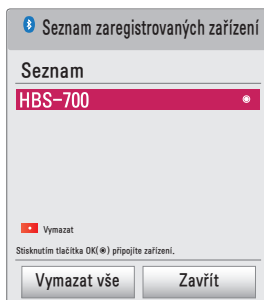 Seznam zaregistrovaných zařízení
Seznam
HBS-700
Vymazat
Stisknutím tlačítka OK(◉) připojíte zařízení.
Vymazat vše
Zavřít